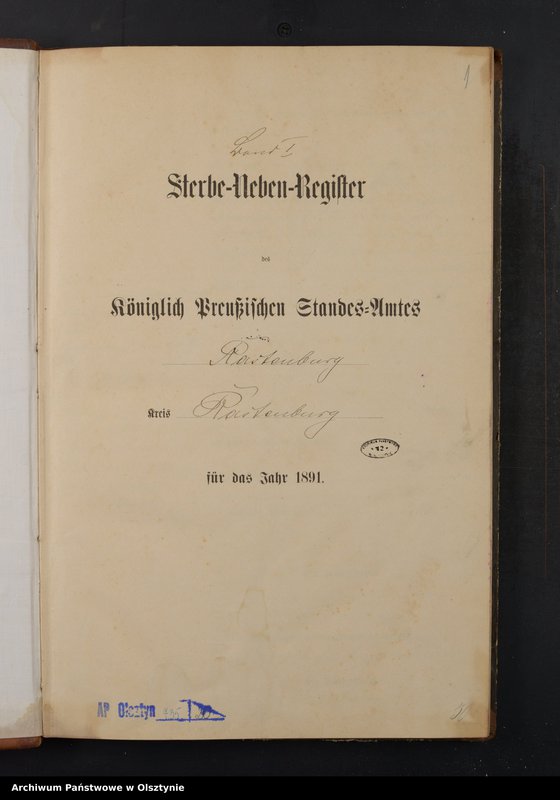 1
Band I
Sterbe-Neben-Register
des
Königlich Preußischen Standes-Amtes
Rastenburg
Kreis Rastenburg
für das Jahr 1891.
AP Olsztyn
Archiwum Państwowe w Olsztynie